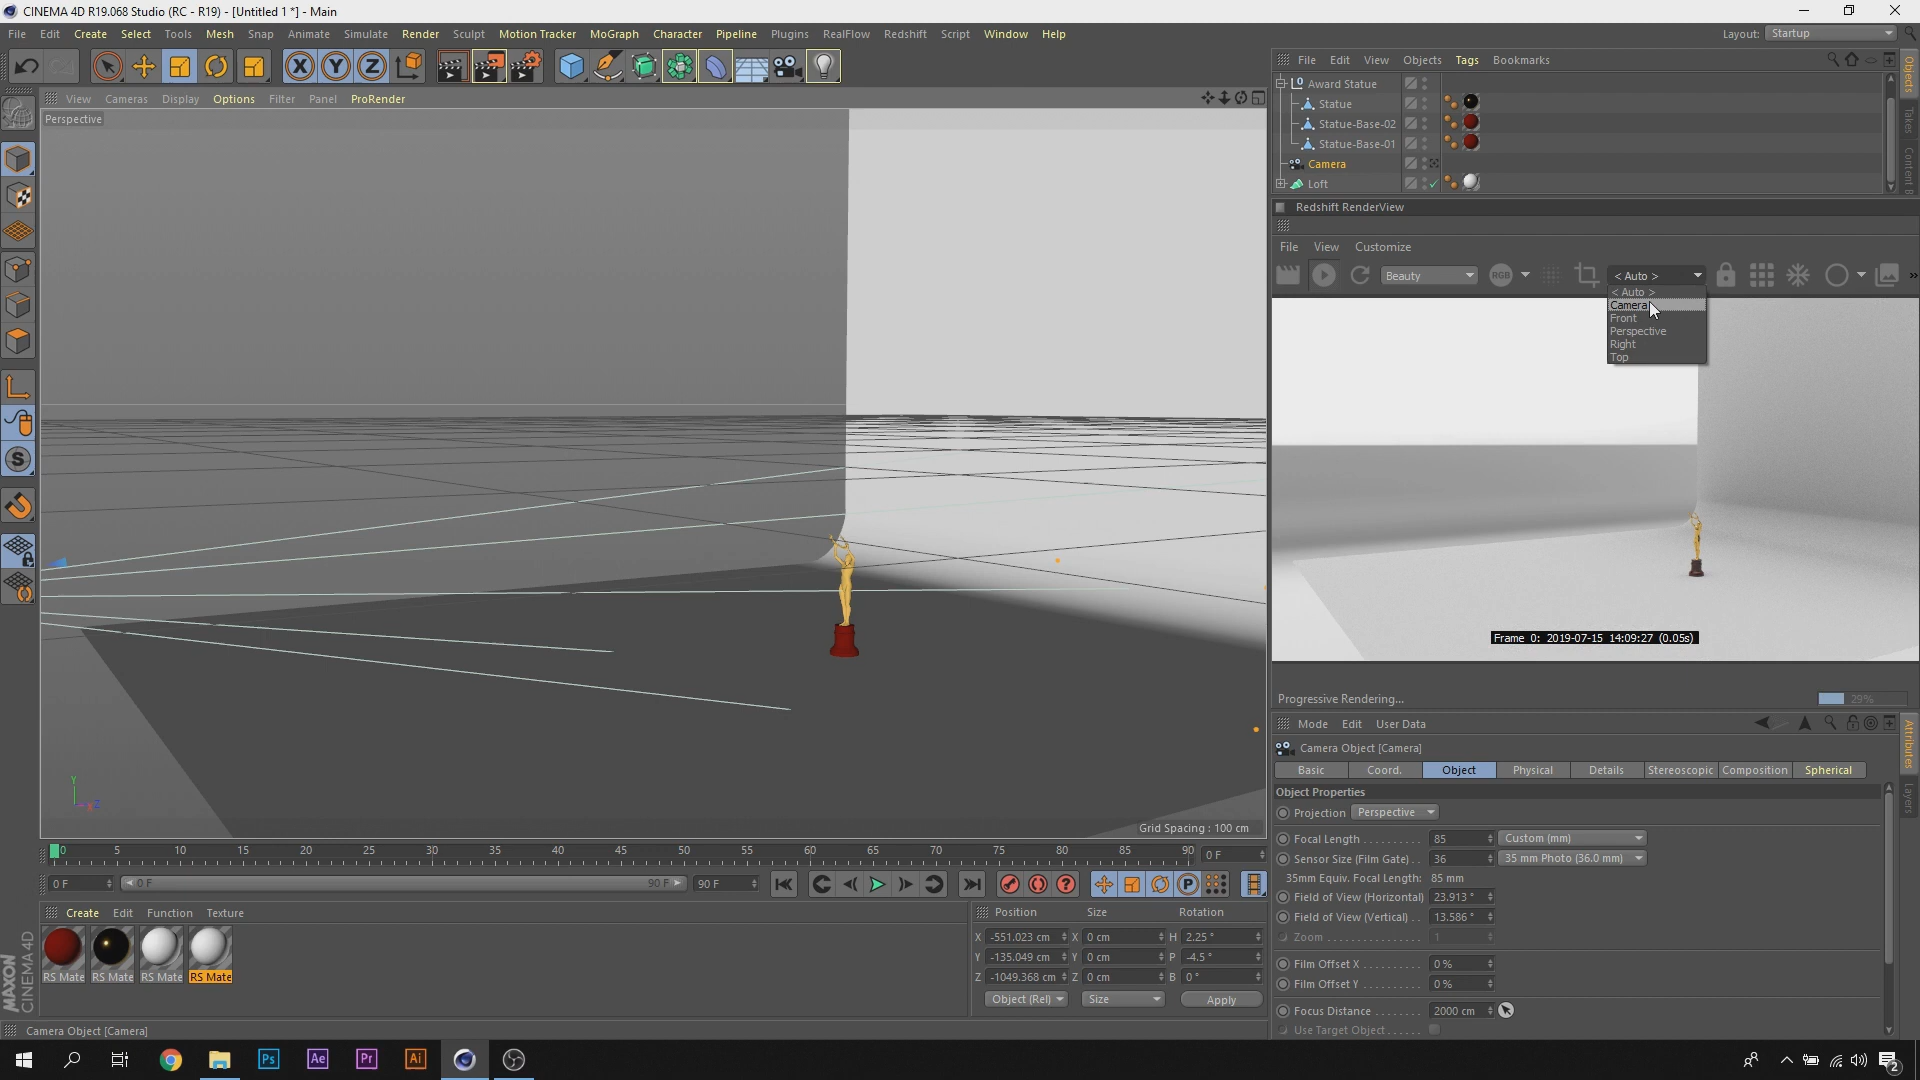 CINEMA 4D R19.068 Studio (RC - R19) - [Untitled 1 *] - Main
File Edit Create Select Tools Mesh Snap Animate Simulate Render Sculpt Motion Tracker MoGraph Character Pipeline Plugins RealFlow Redshift Script Window Help
Layout: Startup
X Y Z
File Edit View Objects Tags Bookmarks
Objects
Takes
Content B
View Cameras Display Options Filter Panel ProRender
Perspective
Award Statue
Statue
Statue-Base-02
Statue-Base-01
Camera
Loft
Redshift RenderView
File View Customize
Beauty RGB < Auto >
< Auto >
Camera
Front
Perspective
Right
Top
Frame 0: 2019-07-15 14:09:27 (0.05s)
Progressive Rendering... 29%
Y
Z
Grid Spacing : 100 cm
Mode Edit User Data
Attributes
Layers
Camera Object [Camera]
Basic Coord. Object Physical Details Stereoscopic Composition Spherical
Object Properties
Projection Perspective
Focal Length 85 Custom (mm)
Sensor Size (Film Gate) 36 35 mm Photo (36.0 mm)
35mm Equiv. Focal Length: 85 mm
Field of View (Horizontal) 23.913 °
Field of View (Vertical) 13.586 °
Zoom 1
Film Offset X 0 %
Film Offset Y 0 %
Focus Distance 2000 cm
Use Target Object
0 5 10 15 20 25 30 35 40 45 50 55 60 65 70 75 80 85 90 0 F
0 F 0 F 90 F 90 F
Create Edit Function Texture
RS Mate RS Mate RS Mate RS Mate
Position Size Rotation
X -551.023 cm X 0 cm H 2.25 °
Y -135.049 cm Y 0 cm P -4.5 °
Z -1049.368 cm Z 0 cm B 0 °
Object (Rel) Size Apply
MAXON
CINEMA 4D
Camera Object [Camera]
Ps Ae Pr Ai
2